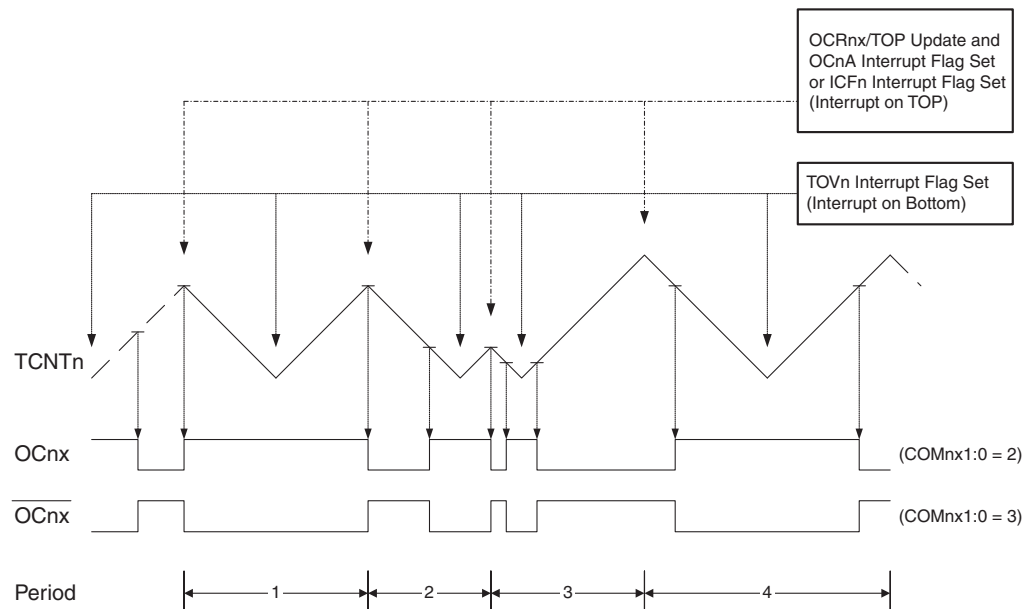 OCRnx/TOP Update and
OCnA Interrupt Flag Set
or ICFn Interrupt Flag Set
(Interrupt on TOP)
TOVn Interrupt Flag Set
(Interrupt on Bottom)
TCNTn
OCnx
(COMnx1:0 = 2)
OCnx
(COMnx1:0 = 3)
Period
1
2
3
4